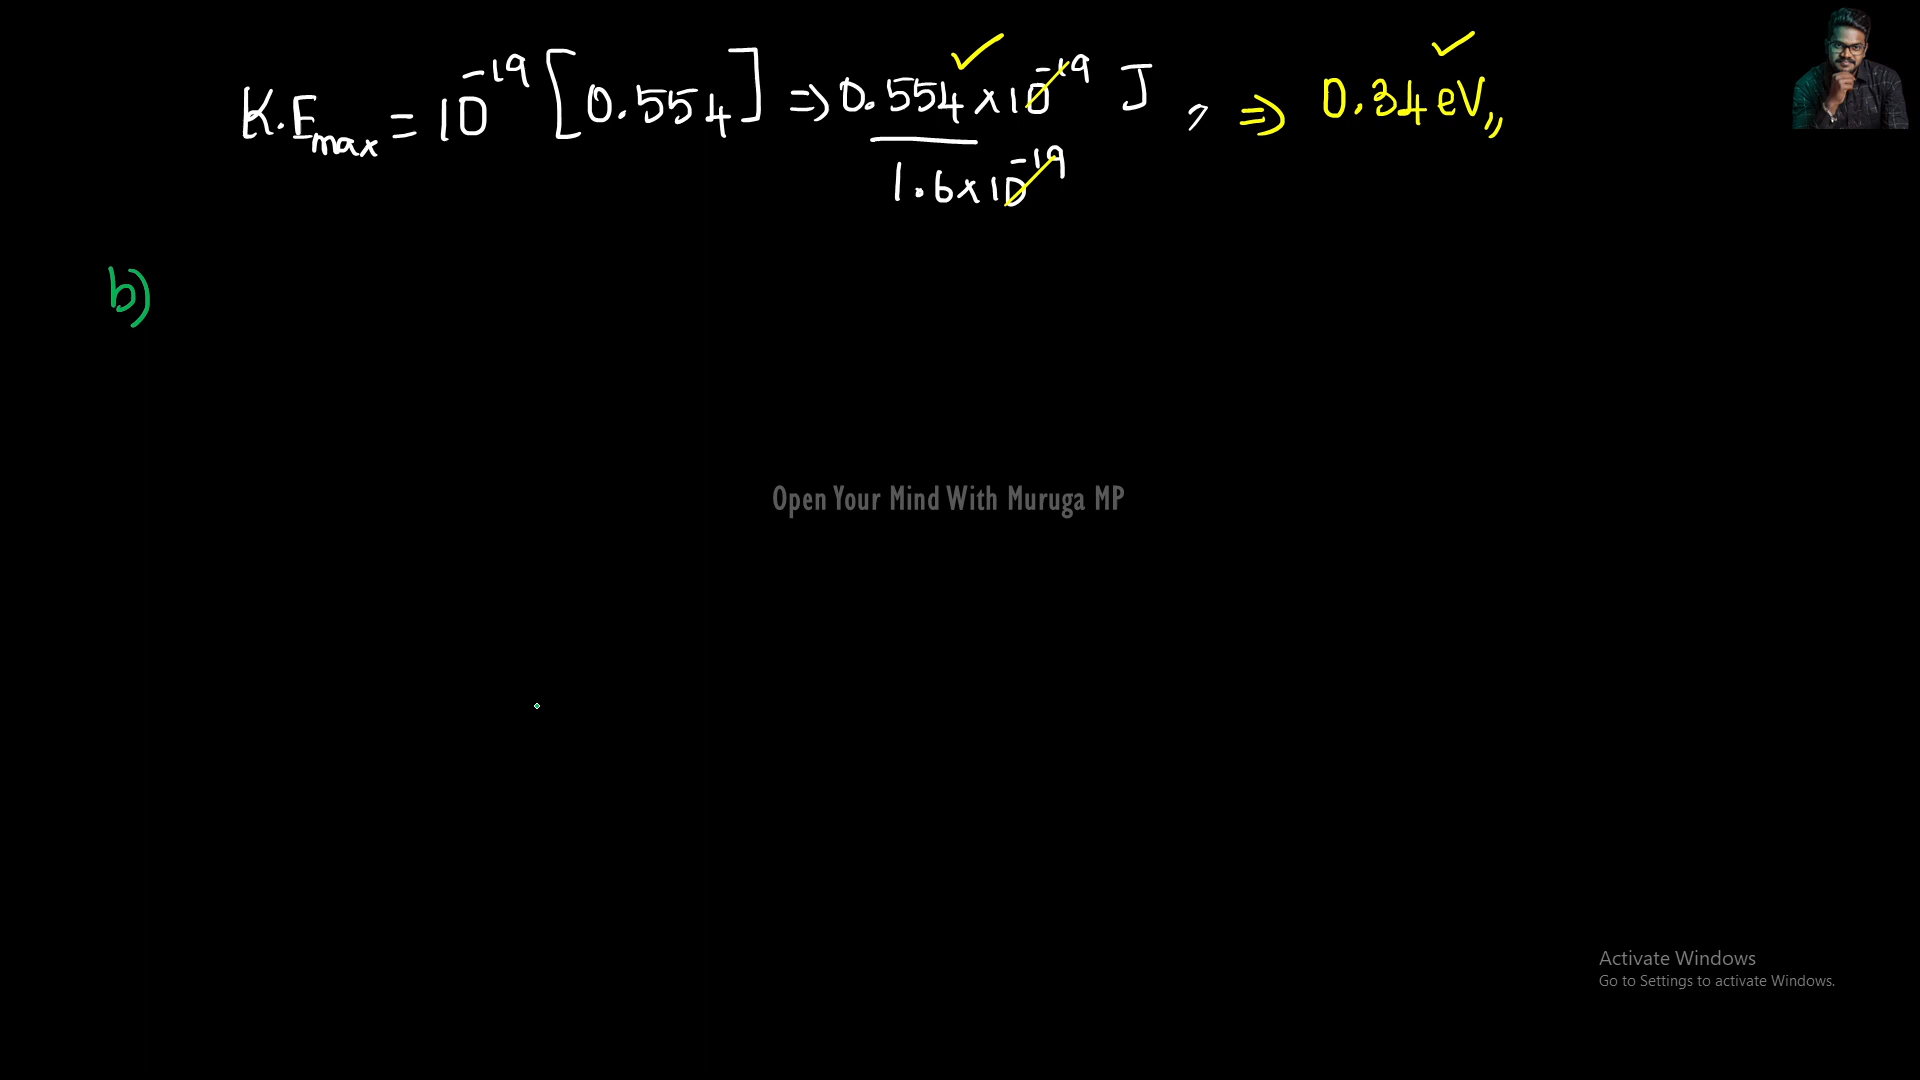 K.Emax = 10^-19 [0.554] => 0.554 x 10^-19 J , => 0.34 eV,,
1.6 x 10^-19
b)
Open Your Mind With Muruga MP
Activate Windows
Go to Settings to activate Windows.